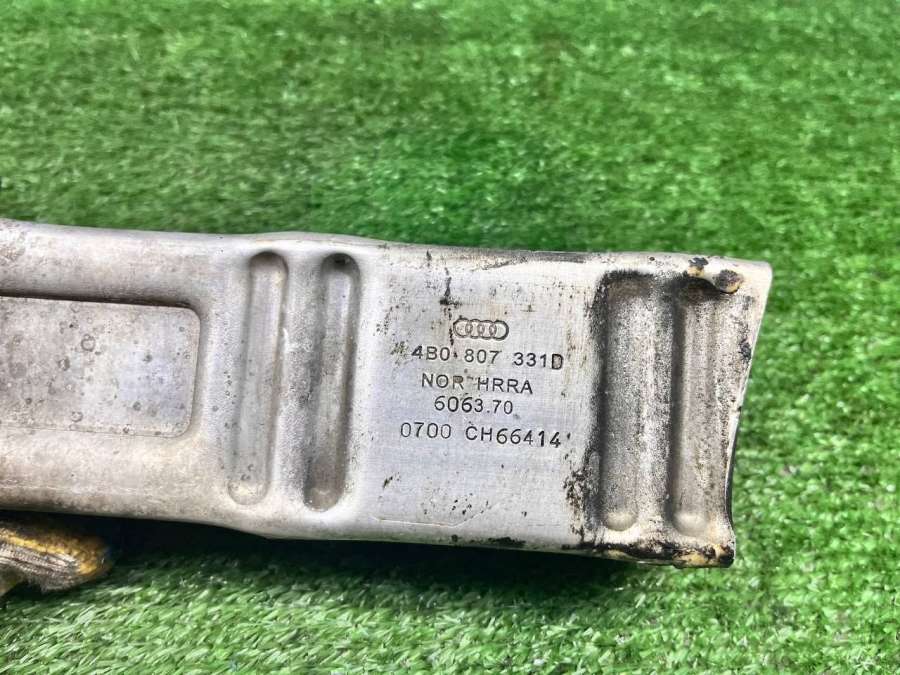 4B0 807 331D
NOR HRRA
6063.70
0700 CH66414